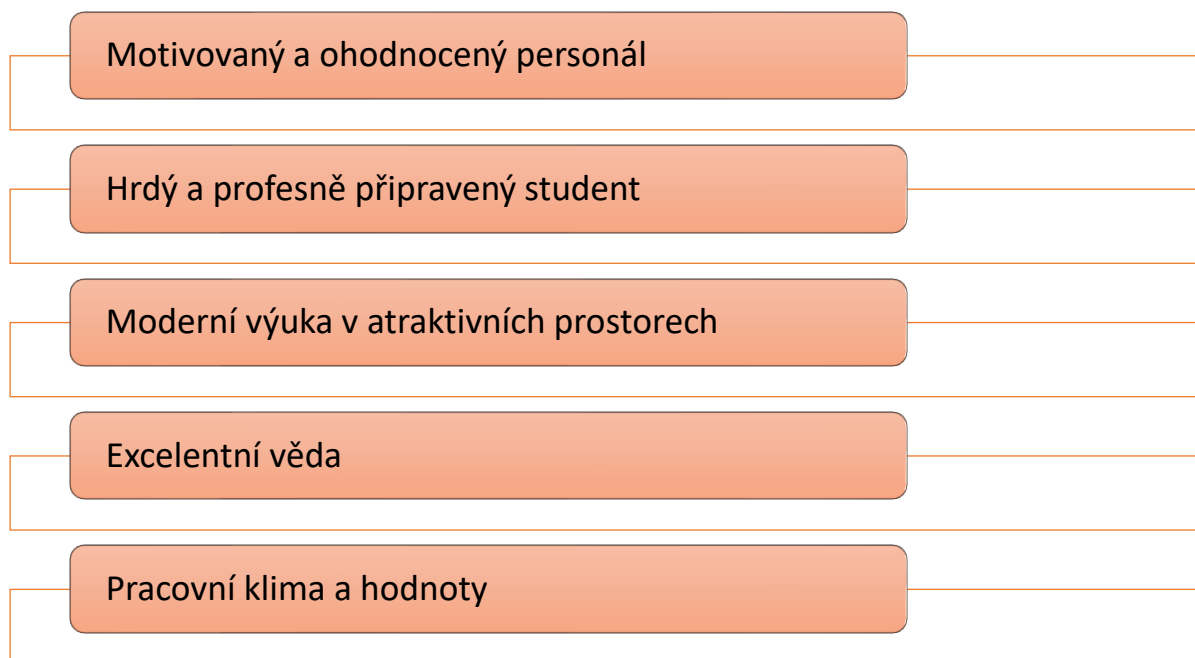 Motivovaný a ohodnocený personál
Hrdý a profesně připravený student
Moderní výuka v atraktivních prostorech
Excelentní věda
Pracovní klima a hodnoty